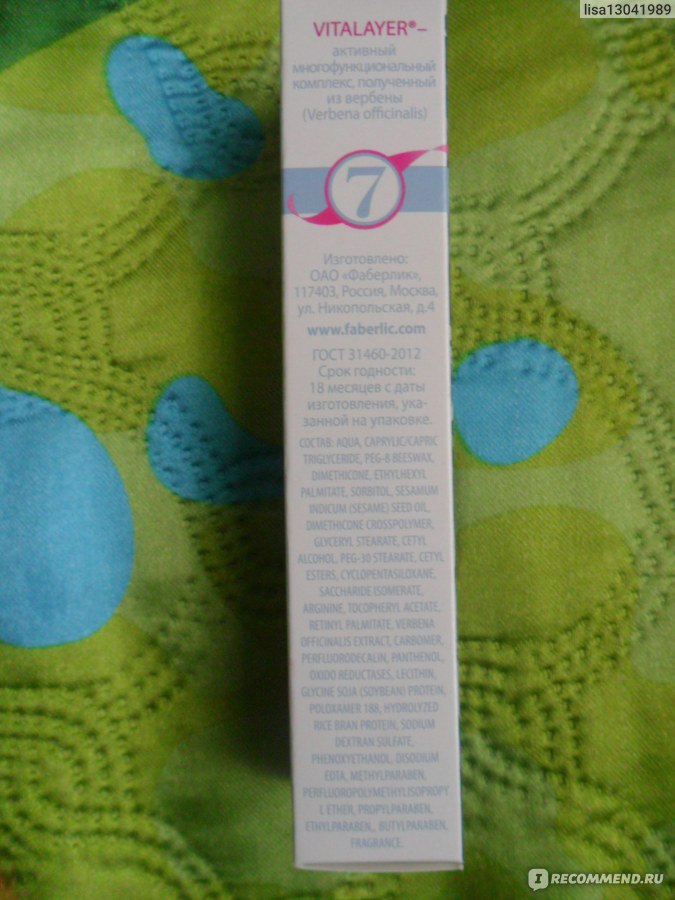 lisa13041989
VITALAYER®–
активный
многофункциональный
комплекс, полученный
из вербены
(Verbena officinalis)
7
Изготовлено:
ОАО «Фаберлик»,
117403, Россия, Москва,
ул. Никопольская, д.4
www.faberlic.com
ГОСТ 31460-2012
Срок годности:
18 месяцев с даты
изготовления, ука-
занной на упаковке.
СОСТАВ: AQUA, CAPRYLIC/CAPRIC
TRIGLYCERIDE, PEG-8 BEESWAX,
DIMETHICONE, ETHYLHEXYL
PALMITATE, SORBITOL, SESAMUM
INDICUM (SESAME) SEED OIL,
DIMETHICONE CROSSPOLYMER,
GLYCERYL STEARATE, CETYL
ALCOHOL, PEG-30 STEARATE, CETYL
ESTERS, CYCLOPENTASILOXANE,
SACCHARIDE ISOMERATE,
ARGININE, TOCOPHERYL ACETATE,
RETINYL PALMITATE, VERBENA
OFFICINALIS EXTRACT, CARBOMER,
PERFLUORODECALIN, PANTHENOL,
OXIDO REDUCTASES, LECITHIN,
GLYCINE SOJA (SOYBEAN) PROTEIN,
POLOXAMER 188, HYDROLYZED
RICE BRAN PROTEIN, SODIUM
DEXTRAN SULFATE,
PHENOXYETHANOL, DISODIUM
EDTA, METHYLPARABEN,
PERFLUOROPOLYMETHYLISOPROPY
L ETHER, PROPYLPARABEN,
ETHYLPARABEN,, BUTYLPARABEN,
FRAGRANCE.
IRECOMMEND.RU